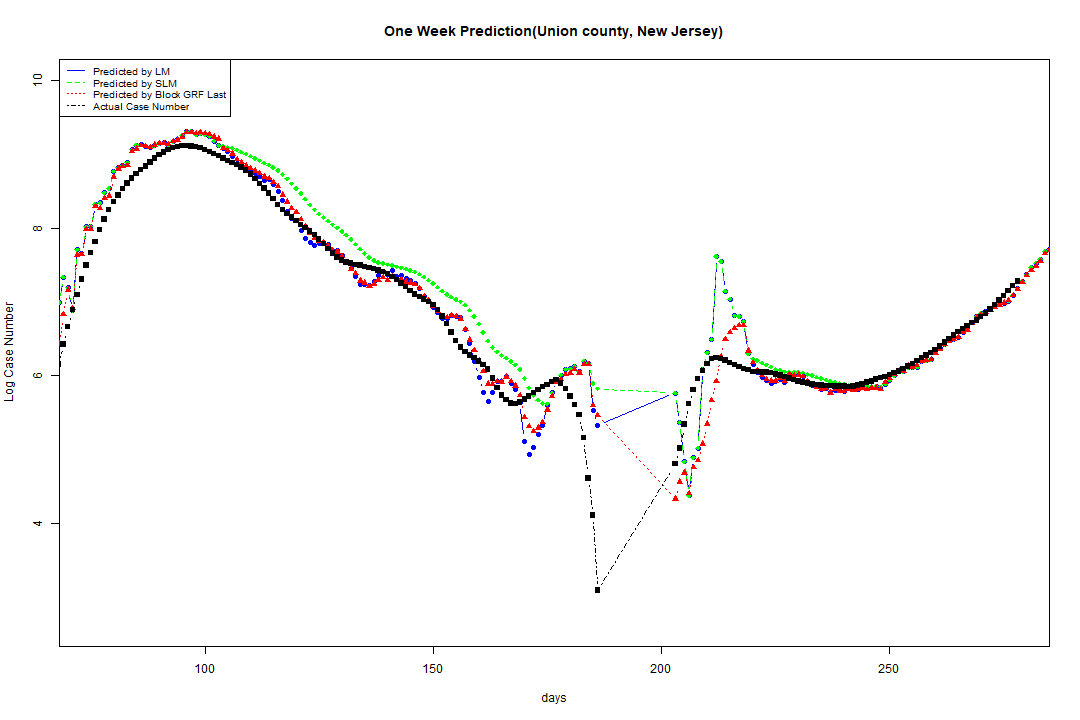 One Week Prediction(Union county, New Jersey)
Predicted by LM
Predicted by SLM
Predicted by Block GRF Last
Actual Case Number
Log Case Number
10
8
6
4
100 150 200 250
days